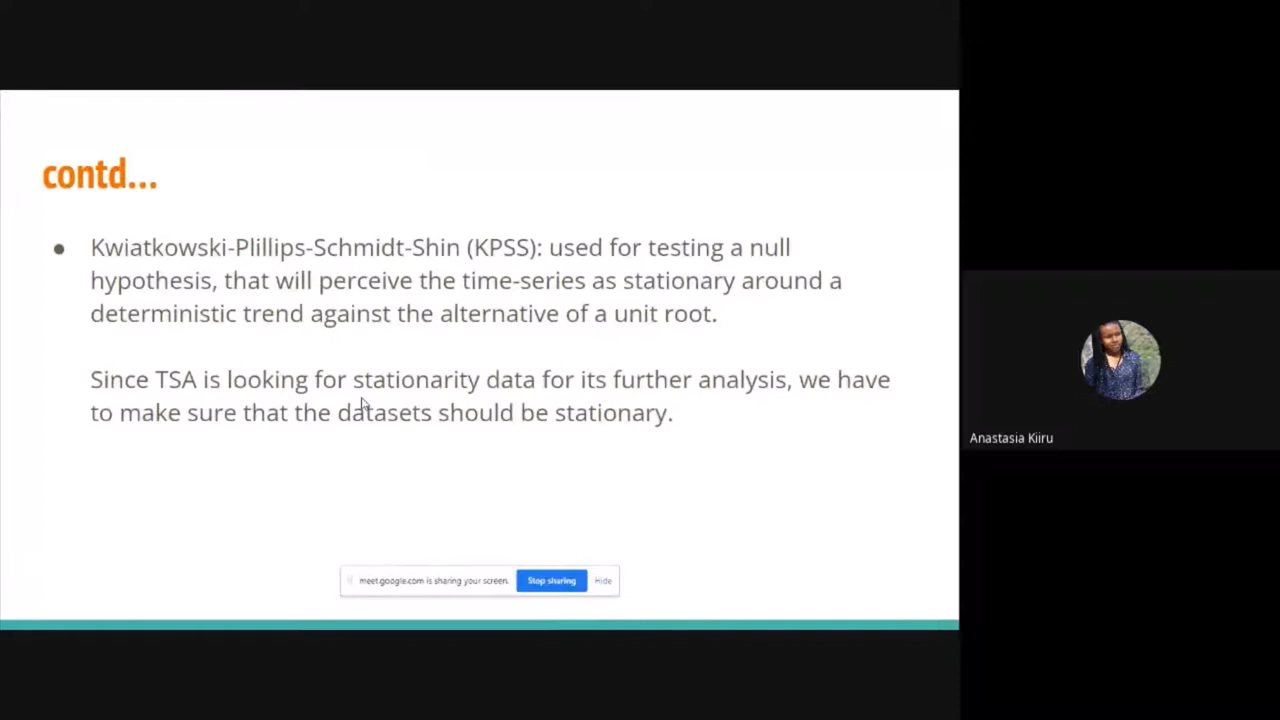 contd...
● Kwiatkowski-Plillips-Schmidt-Shin (KPSS): used for testing a null
hypothesis, that will perceive the time-series as stationary around a
deterministic trend against the alternative of a unit root.
Since TSA is looking for stationarity data for its further analysis, we have
to make sure that the datasets should be stationary.
meet.google.com is sharing your screen. Stop sharing Hide
Anastasia Kiiru